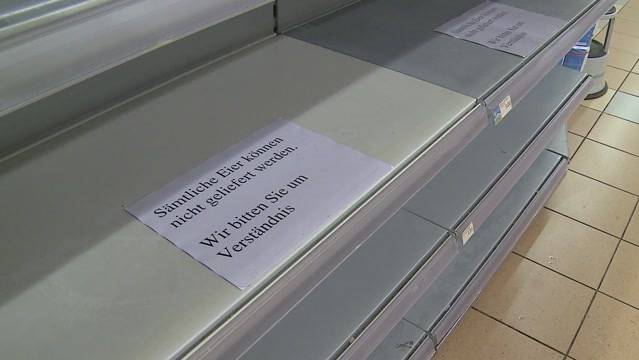 Sämtliche Eier können
nicht geliefert werden.
Wir bitten Sie um
Verständnis